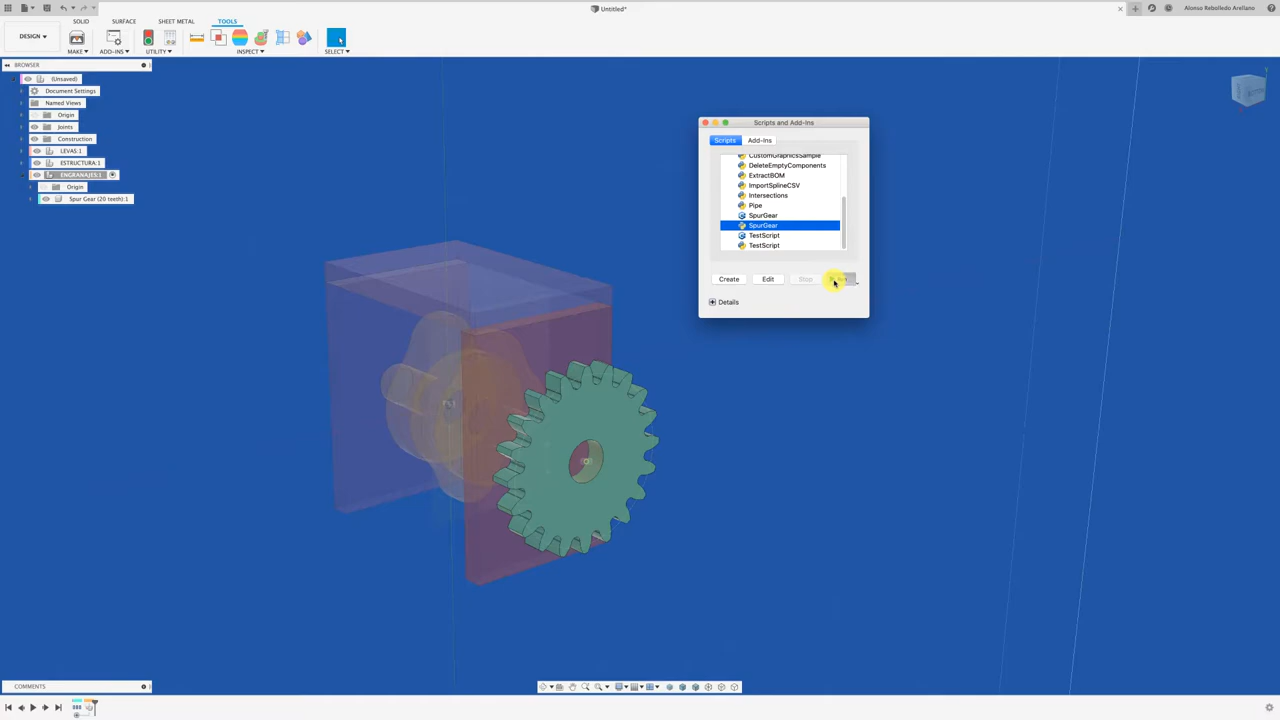 Untitled*
Alonso Rebolledo Arellano
SOLID
SURFACE
SHEET METAL
TOOLS
DESIGN
MAKE
ADD-INS
UTILITY
INSPECT
SELECT
BROWSER
(Unsaved)
Document Settings
Named Views
Origin
Joints
Construction
LEVAS:1
ESTRUCTURA:1
ENGRANAJES:1
Origin
Spur Gear (20 teeth):1
Scripts and Add-Ins
Scripts
Add-Ins
CustomGraphicsSample
DeleteEmptyComponents
ExtractBOM
ImportSplineCSV
Intersections
Pipe
SpurGear
SpurGear
TestScript
TestScript
Create
Edit
Stop
Details
COMMENTS